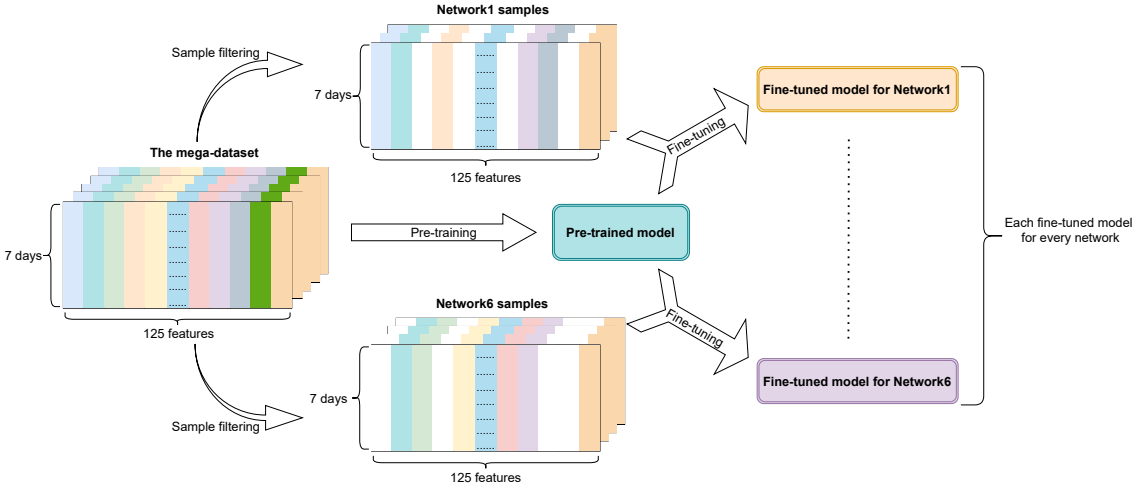 Network1 samples
Sample filtering
......
......
......
......
......
......
......
7 days
125 features
Fine-tuning
Fine-tuned model for Network1
The mega-dataset
......
......
......
......
......
......
......
7 days
125 features
Pre-training
Pre-trained model
Each fine-tuned model
for every network
Network6 samples
Fine-tuning
Fine-tuned model for Network6
......
......
......
......
......
......
......
7 days
Sample filtering
125 features